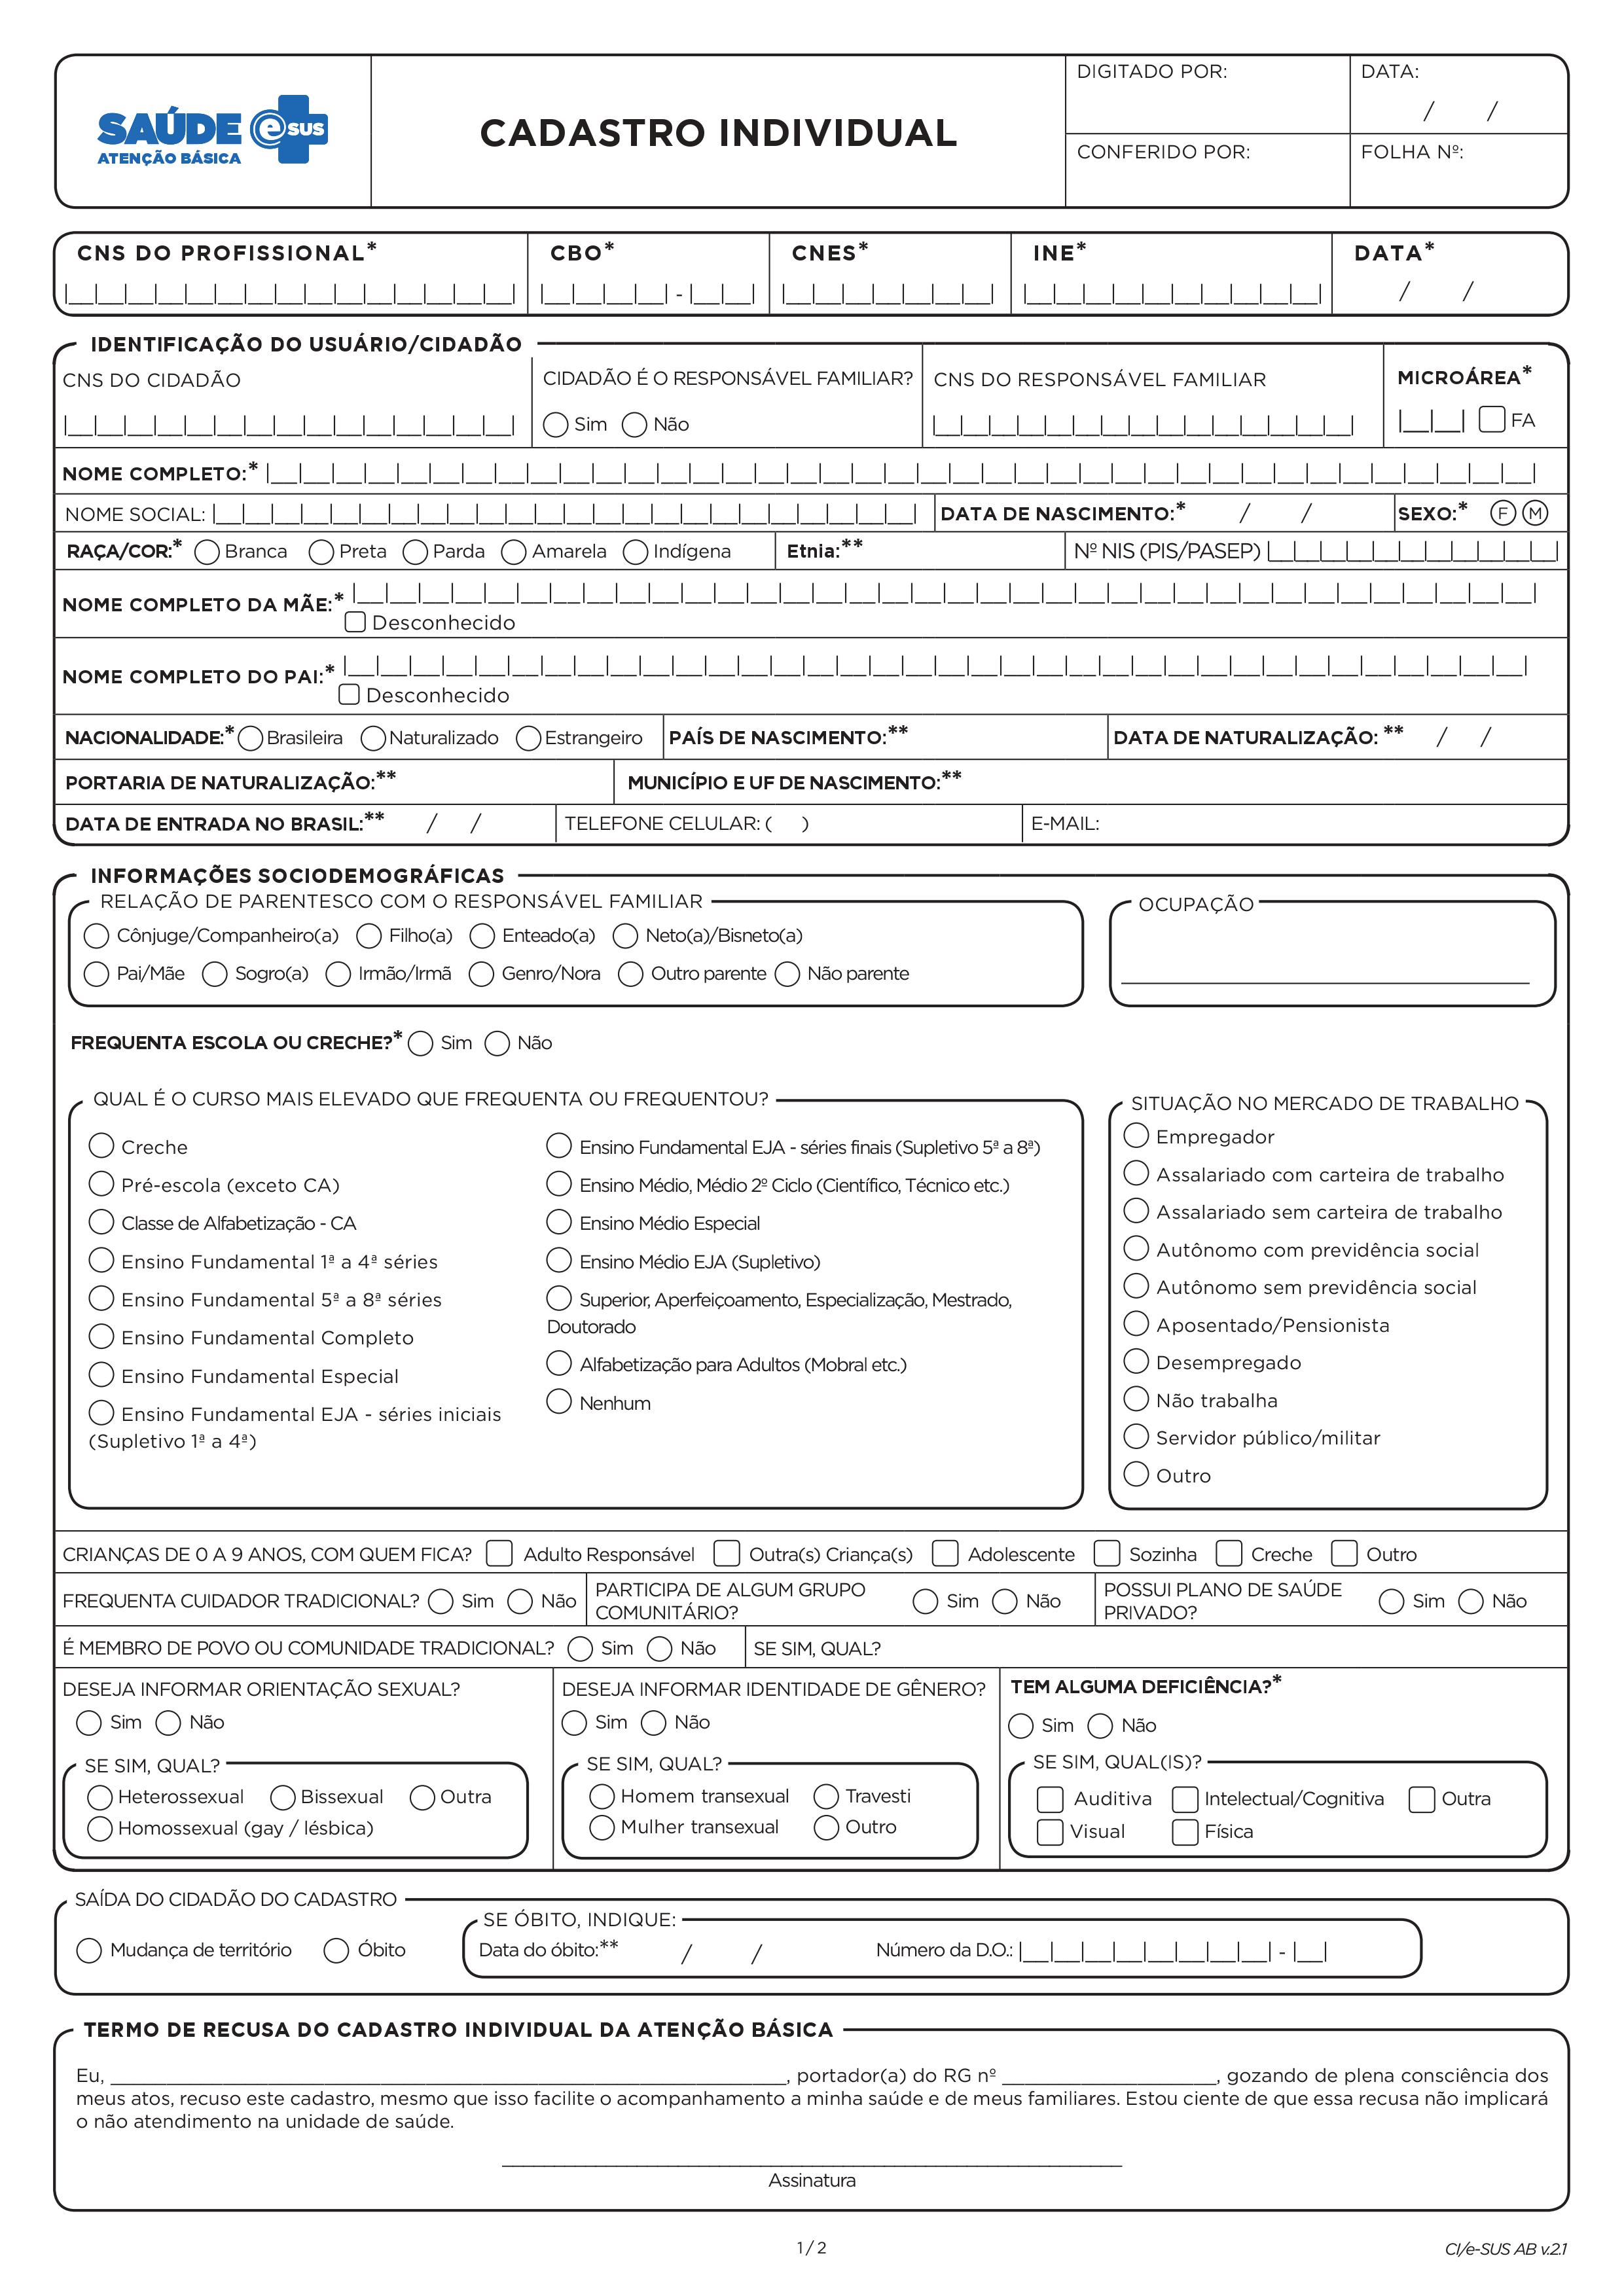 SAÚDE e SUS
ATENÇÃO BÁSICA
CADASTRO INDIVIDUAL
DIGITADO POR:
DATA:
/ /
CONFERIDO POR:
FOLHA Nº:
CNS DO PROFISSIONAL*
CBO*
CNES*
INE*
DATA*
-
/ /
IDENTIFICAÇÃO DO USUÁRIO/CIDADÃO
CNS DO CIDADÃO
CIDADÃO É O RESPONSÁVEL FAMILIAR?
Sim Não
CNS DO RESPONSÁVEL FAMILIAR
MICROÁREA*
FA
NOME COMPLETO:*
NOME SOCIAL: DATA DE NASCIMENTO:* / / SEXO:* F M
RAÇA/COR:* Branca Preta Parda Amarela Indígena Etnia:** Nº NIS (PIS/PASEP)
NOME COMPLETO DA MÃE:*
Desconhecido
NOME COMPLETO DO PAI:*
Desconhecido
NACIONALIDADE:* Brasileira Naturalizado Estrangeiro PAÍS DE NASCIMENTO:** DATA DE NATURALIZAÇÃO: ** / /
PORTARIA DE NATURALIZAÇÃO:** MUNICÍPIO E UF DE NASCIMENTO:**
DATA DE ENTRADA NO BRASIL:** / / TELEFONE CELULAR: ( ) E-MAIL:
INFORMAÇÕES SOCIODEMOGRÁFICAS
RELAÇÃO DE PARENTESCO COM O RESPONSÁVEL FAMILIAR
Cônjuge/Companheiro(a) Filho(a) Enteado(a) Neto(a)/Bisneto(a)
Pai/Mãe Sogro(a) Irmão/Irmã Genro/Nora Outro parente Não parente
OCUPAÇÃO
FREQUENTA ESCOLA OU CRECHE?* Sim Não
QUAL É O CURSO MAIS ELEVADO QUE FREQUENTA OU FREQUENTOU?
Creche
Pré-escola (exceto CA)
Classe de Alfabetização - CA
Ensino Fundamental 1ª a 4ª séries
Ensino Fundamental 5ª a 8ª séries
Ensino Fundamental Completo
Ensino Fundamental Especial
Ensino Fundamental EJA - séries iniciais
(Supletivo 1ª a 4ª)
Ensino Fundamental EJA - séries finais (Supletivo 5ª a 8ª)
Ensino Médio, Médio 2º Ciclo (Científico, Técnico etc.)
Ensino Médio Especial
Ensino Médio EJA (Supletivo)
Superior, Aperfeiçoamento, Especialização, Mestrado,
Doutorado
Alfabetização para Adultos (Mobral etc.)
Nenhum
SITUAÇÃO NO MERCADO DE TRABALHO
Empregador
Assalariado com carteira de trabalho
Assalariado sem carteira de trabalho
Autônomo com previdência social
Autônomo sem previdência social
Aposentado/Pensionista
Desempregado
Não trabalha
Servidor público/militar
Outro
CRIANÇAS DE 0 A 9 ANOS, COM QUEM FICA? Adulto Responsável Outra(s) Criança(s) Adolescente Sozinha Creche Outro
FREQUENTA CUIDADOR TRADICIONAL? Sim Não
PARTICIPA DE ALGUM GRUPO
COMUNITÁRIO?
Sim Não
POSSUI PLANO DE SAÚDE
PRIVADO?
Sim Não
É MEMBRO DE POVO OU COMUNIDADE TRADICIONAL? Sim Não SE SIM, QUAL?
DESEJA INFORMAR ORIENTAÇÃO SEXUAL?
Sim Não
SE SIM, QUAL?
Heterossexual Bissexual Outra
Homossexual (gay / lésbica)
DESEJA INFORMAR IDENTIDADE DE GÊNERO?
Sim Não
SE SIM, QUAL?
Homem transexual Travesti
Mulher transexual Outro
TEM ALGUMA DEFICIÊNCIA?*
Sim Não
SE SIM, QUAL(IS)?
Auditiva Intelectual/Cognitiva Outra
Visual Física
SAÍDA DO CIDADÃO DO CADASTRO
Mudança de território Óbito
SE ÓBITO, INDIQUE:
Data do óbito:** / / Número da D.O.: -
TERMO DE RECUSA DO CADASTRO INDIVIDUAL DA ATENÇÃO BÁSICA
Eu, ____________, portador(a) do RG nº ____________, gozando de plena consciência dos
meus atos, recuso este cadastro, mesmo que isso facilite o acompanhamento a minha saúde e de meus familiares. Estou ciente de que essa recusa não implicará
o não atendimento na unidade de saúde.
Assinatura
1 / 2
CI/e-SUS AB v.2.1